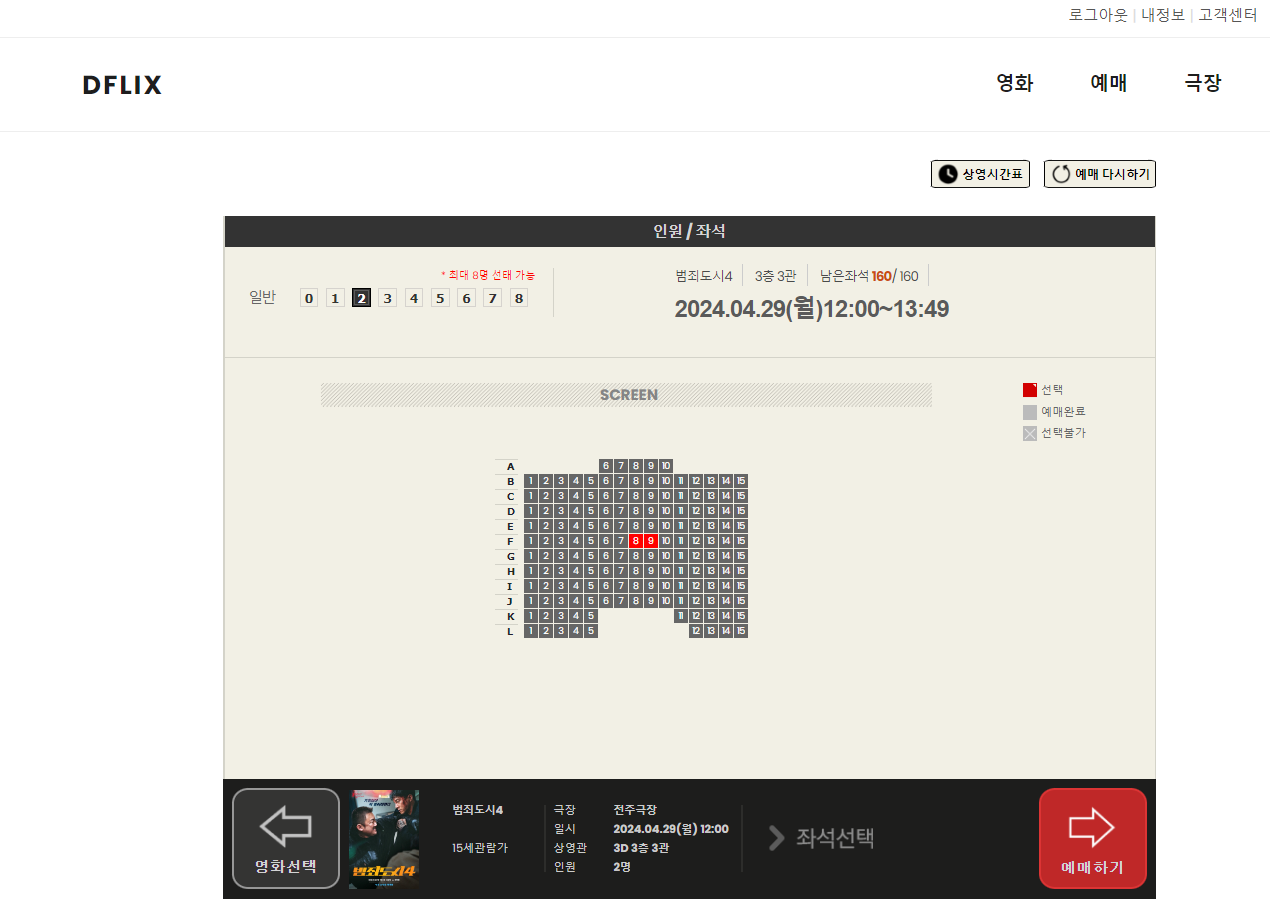 로그아웃 | 내정보 | 고객센터
DFLIX
영화 예매 극장
상영시간표 예매 다시하기
인원 / 좌석
* 최대 8명 선태 가능
일반 0 1 2 3 4 5 6 7 8
범죄도시4 3층 3관 남은좌석 160/160
2024.04.29(월)12:00~13:49
SCREEN
선택
예매완료
선택불가
A 6 7 8 9 10
B 1 2 3 4 5 6 7 8 9 10 11 12 13 14 15
C 1 2 3 4 5 6 7 8 9 10 11 12 13 14 15
D 1 2 3 4 5 6 7 8 9 10 11 12 13 14 15
E 1 2 3 4 5 6 7 8 9 10 11 12 13 14 15
F 1 2 3 4 5 6 7 8 9 10 11 12 13 14 15
G 1 2 3 4 5 6 7 8 9 10 11 12 13 14 15
H 1 2 3 4 5 6 7 8 9 10 11 12 13 14 15
I 1 2 3 4 5 6 7 8 9 10 11 12 13 14 15
J 1 2 3 4 5 6 7 8 9 10 11 12 13 14 15
K 1 2 3 4 5 11 12 13 14 15
L 1 2 3 4 5 12 13 14 15
영화선택
범죄도시4
범죄도시4
15세관람가
극장 전주극장
일시 2024.04.29(월) 12:00
상영관 3D 3층 3관
인원 2명
좌석선택
예매하기